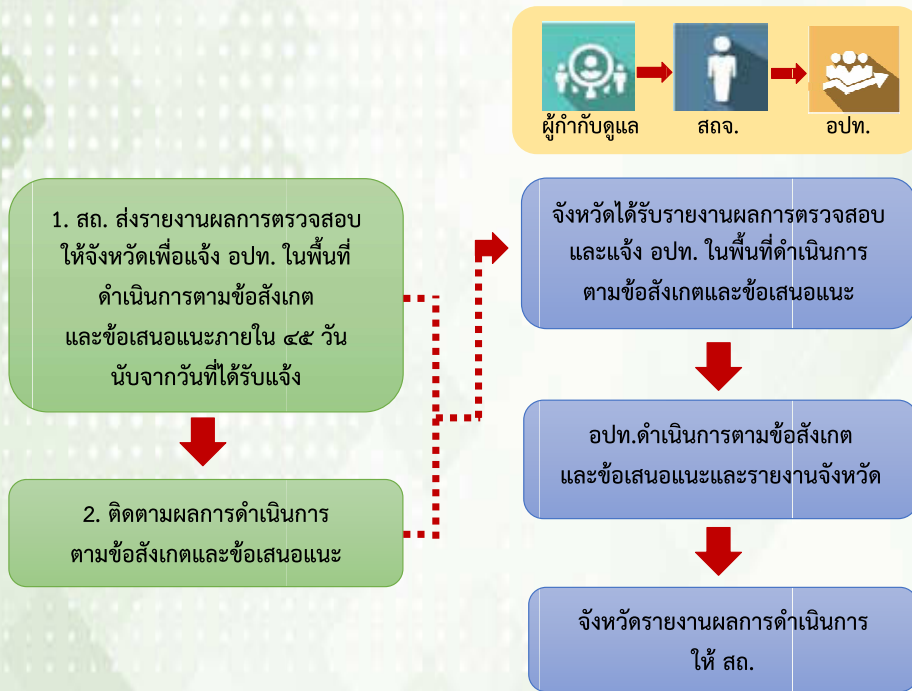 ผู้กำกับดูแล
สถจ.
อปท.
1. สถ. ส่งรายงานผลการตรวจสอบ
ให้จังหวัดเพื่อแจ้ง อปท. ในพื้นที่
ดำเนินการตามข้อสังเกต
และข้อเสนอแนะภายใน ๔๕ วัน
นับจากวันที่ได้รับแจ้ง
2. ติดตามผลการดำเนินการ
ตามข้อสังเกตและข้อเสนอแนะ
จังหวัดได้รับรายงานผลการตรวจสอบ
และแจ้ง อปท. ในพื้นที่ดำเนินการ
ตามข้อสังเกตและข้อเสนอแนะ
อปท.ดำเนินการตามข้อสังเกต
และข้อเสนอแนะและรายงานจังหวัด
จังหวัดรายงานผลการดำเนินการ
ให้ สถ.